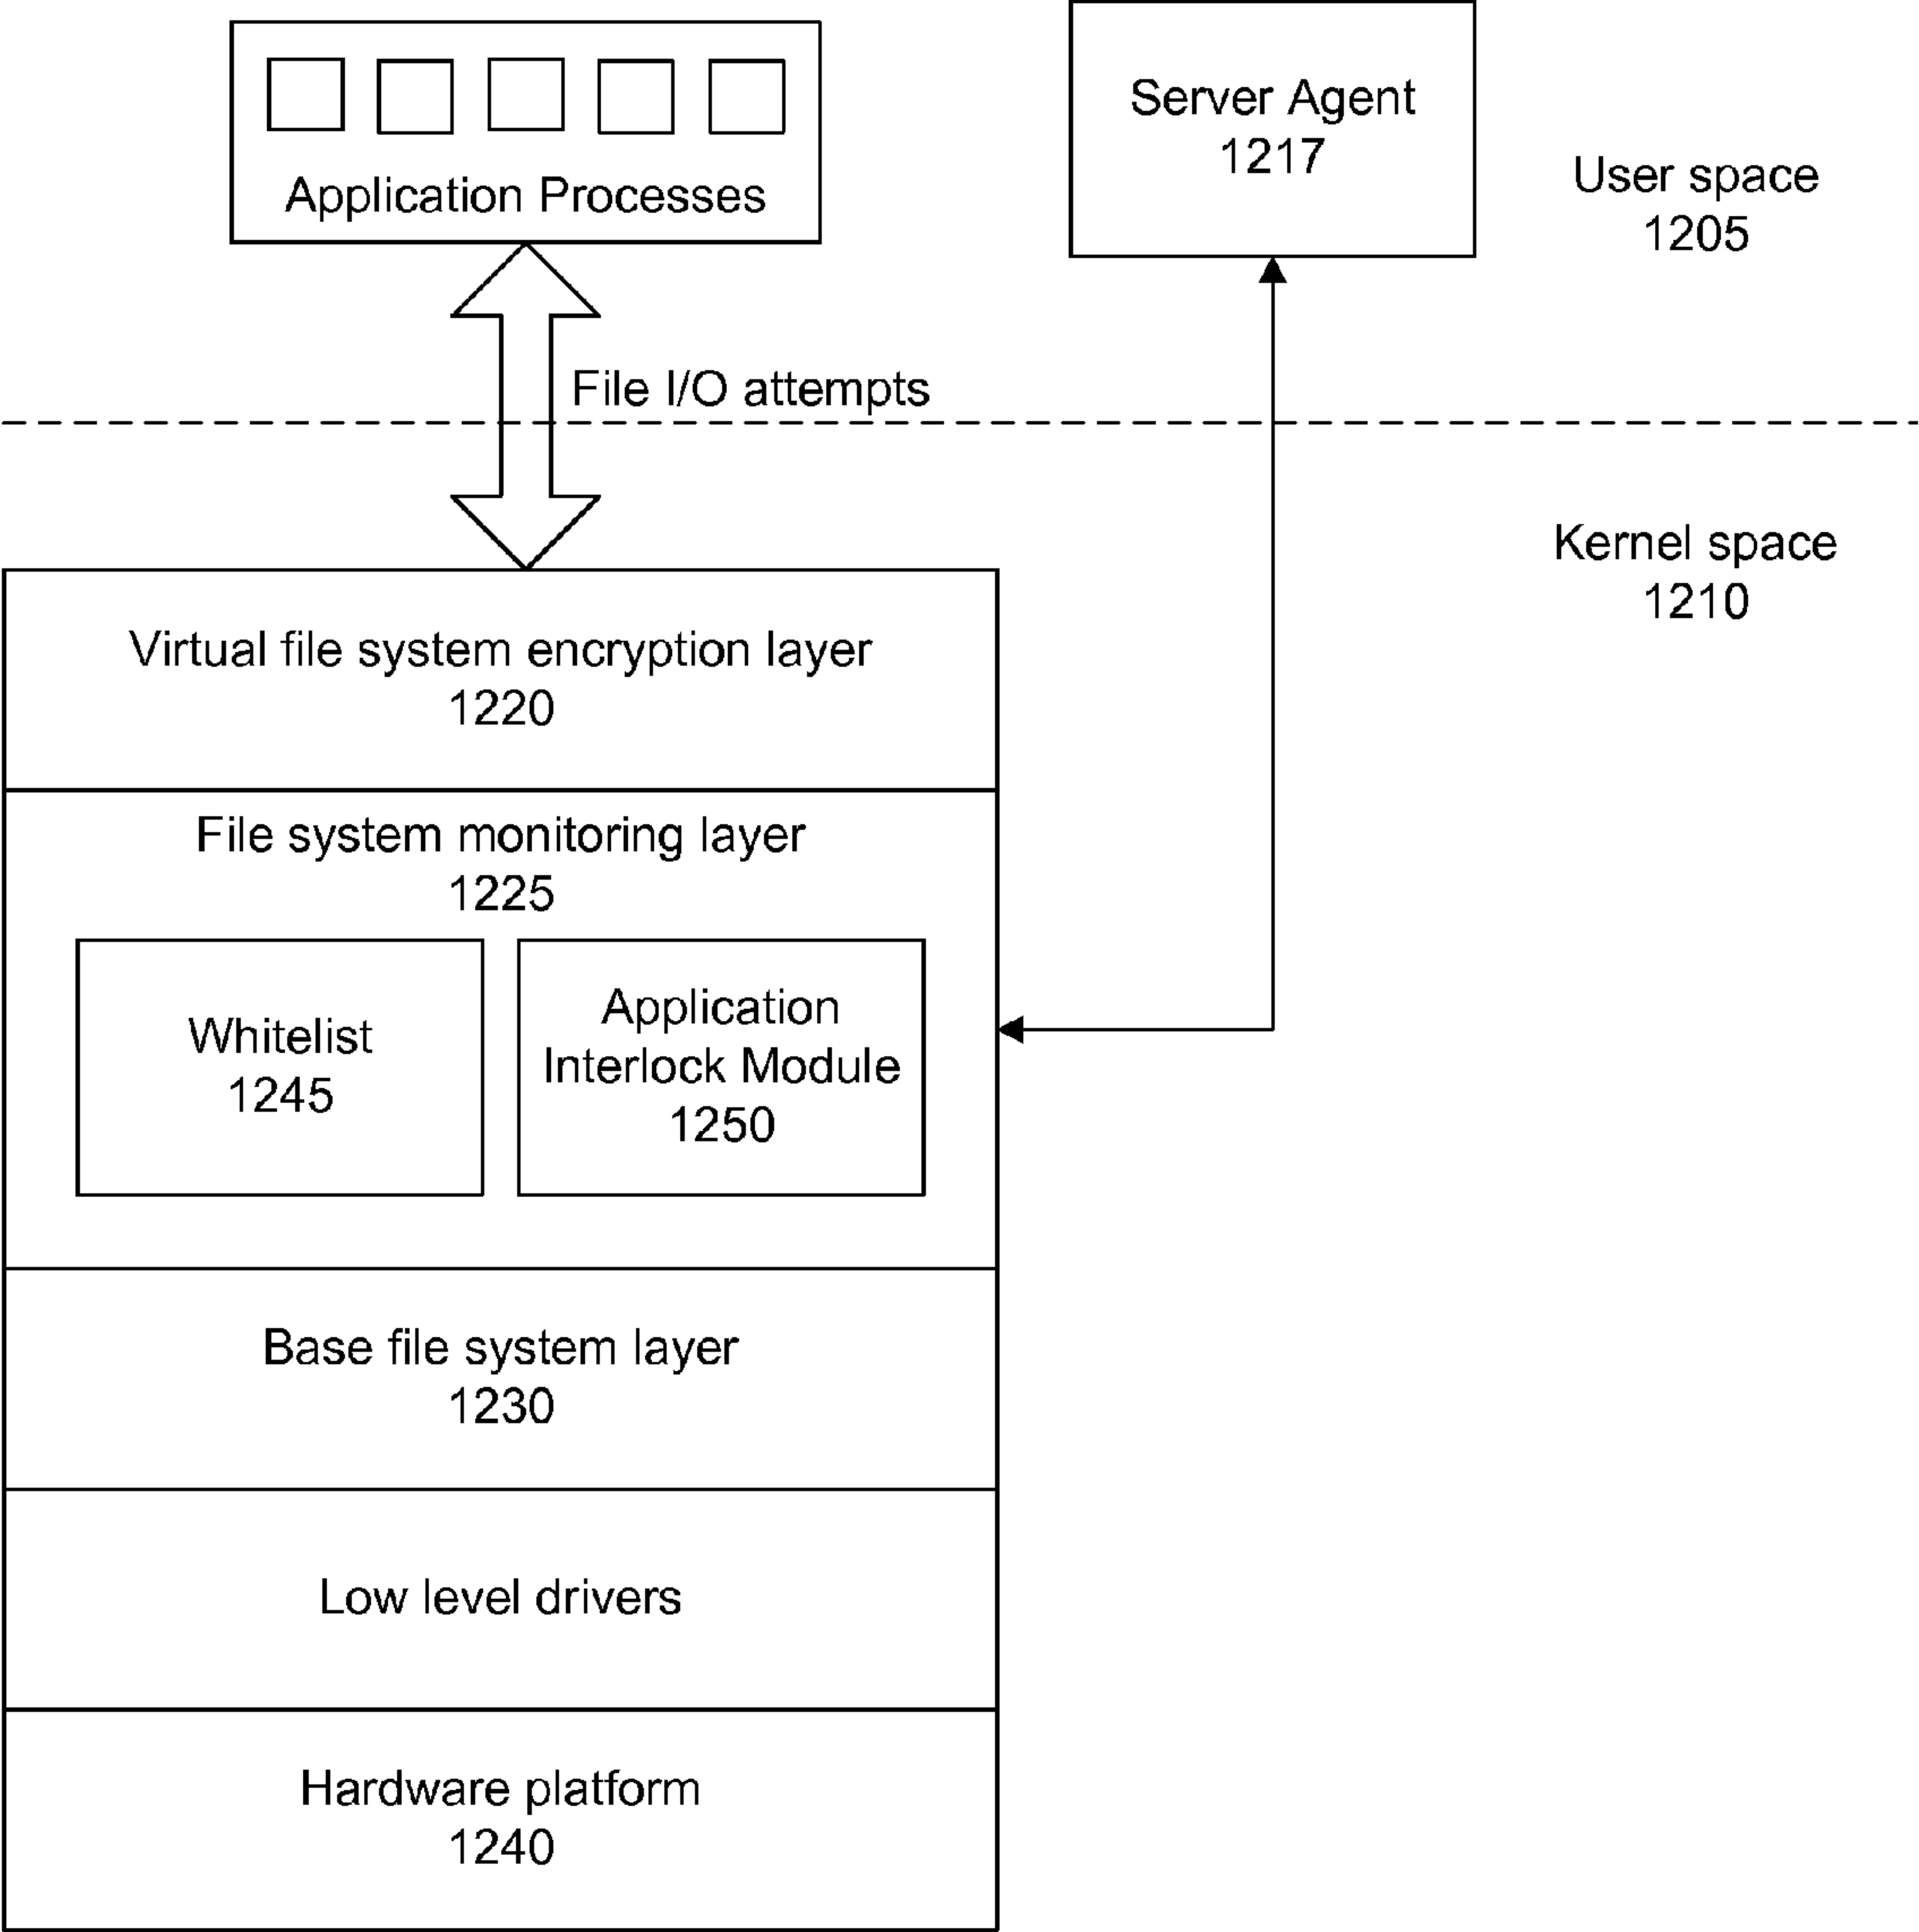 Application Processes
Server Agent
1217
User space
1205
File I/O attempts
Kernel space
1210
Virtual file system encryption layer
1220
File system monitoring layer
1225
Whitelist
1245
Application
Interlock Module
1250
Base file system layer
1230
Low level drivers
Hardware platform
1240